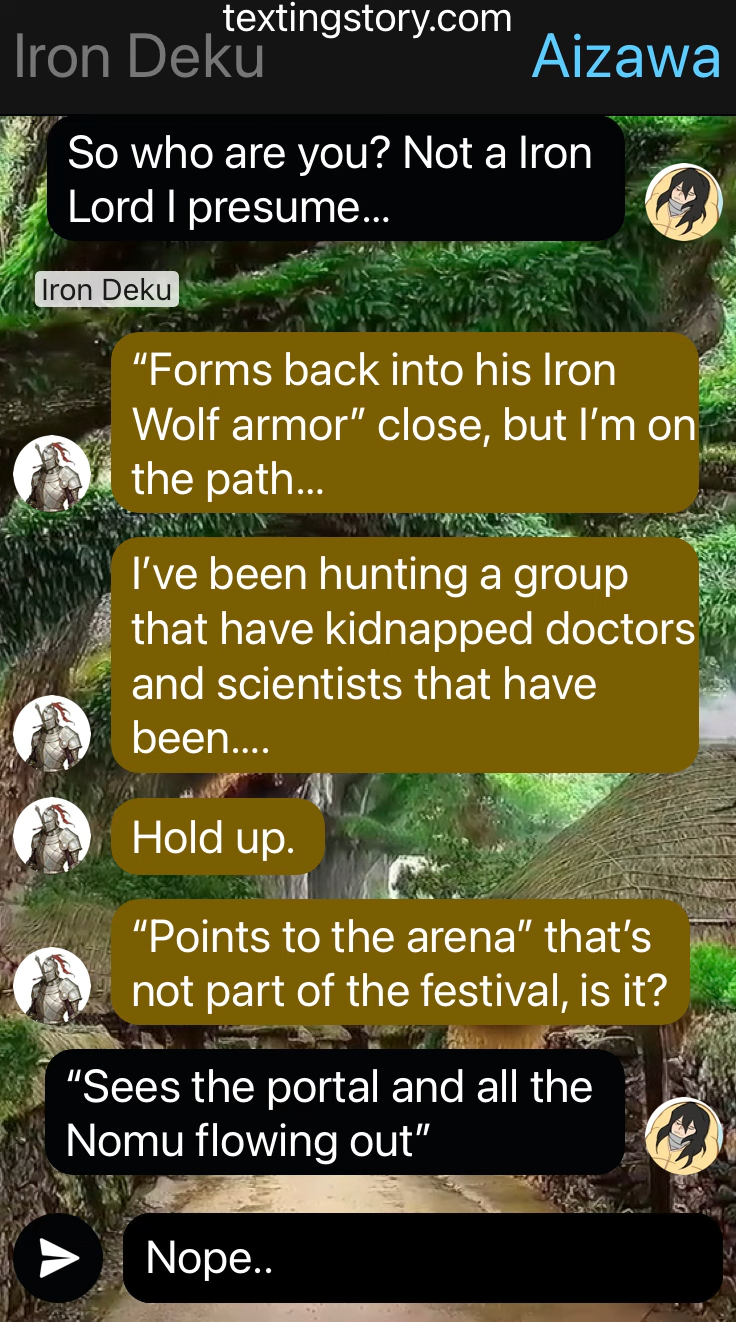 textingstory.com
Iron Deku
Aizawa
So who are you? Not a Iron
Lord I presume...
Iron Deku
“Forms back into his Iron
Wolf armor” close, but I’m on
the path...
I’ve been hunting a group
that have kidnapped doctors
and scientists that have
been....
Hold up.
“Points to the arena” that’s
not part of the festival, is it?
“Sees the portal and all the
Nomu flowing out”
Nope..